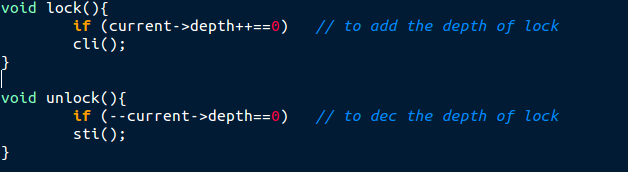 void lock(){
        if (current->depth++==0)   // to add the depth of lock
        cli();
}

void unlock(){
        if (--current->depth==0)   // to dec the depth of lock
        sti();
}